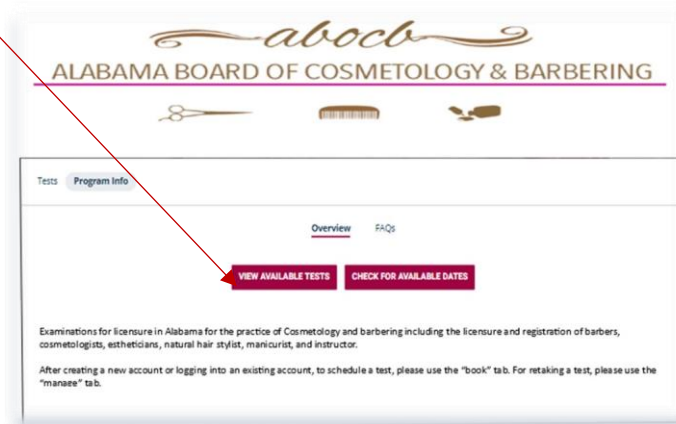 abocb
ALABAMA BOARD OF COSMETOLOGY & BARBERING
Tests Program Info
Overview FAQs
VIEW AVAILABLE TESTS CHECK FOR AVAILABLE DATES
Examinations for licensure in Alabama for the practice of Cosmetology and barbering including the licensure and registration of barbers,
cosmetologists, estheticians, natural hair stylist, manicurist, and instructor.
After creating a new account or logging into an existing account, to schedule a test, please use the "book" tab. For retaking a test, please use the
"manage" tab.